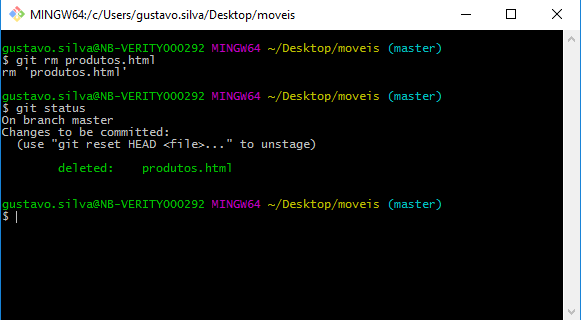 MINGW64:/c/Users/gustavo.silva/Desktop/moveis
gustavo.silva@NB-VERITY000292 MINGW64 ~/Desktop/moveis (master)
$ git rm produtos.html
rm 'produtos.html'
gustavo.silva@NB-VERITY000292 MINGW64 ~/Desktop/moveis (master)
$ git status
On branch master
Changes to be committed:
  (use "git reset HEAD <file>..." to unstage)
        deleted:    produtos.html
gustavo.silva@NB-VERITY000292 MINGW64 ~/Desktop/moveis (master)
$